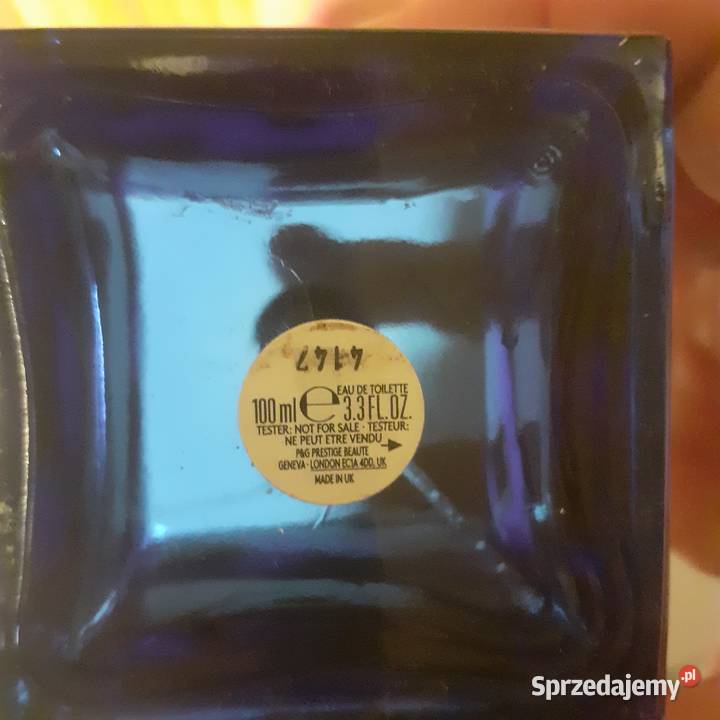 4147
EAU DE TOILETTE
100 ml e 3.3 FL.OZ.
TESTER: NOT FOR SALE · TESTEUR:
NE PEUT ETRE VENDU
P&G PRESTIGE BEAUTE
GENEVA · LONDON EC1A 4DD, UK
MADE IN UK
Sprzedajemy.pl